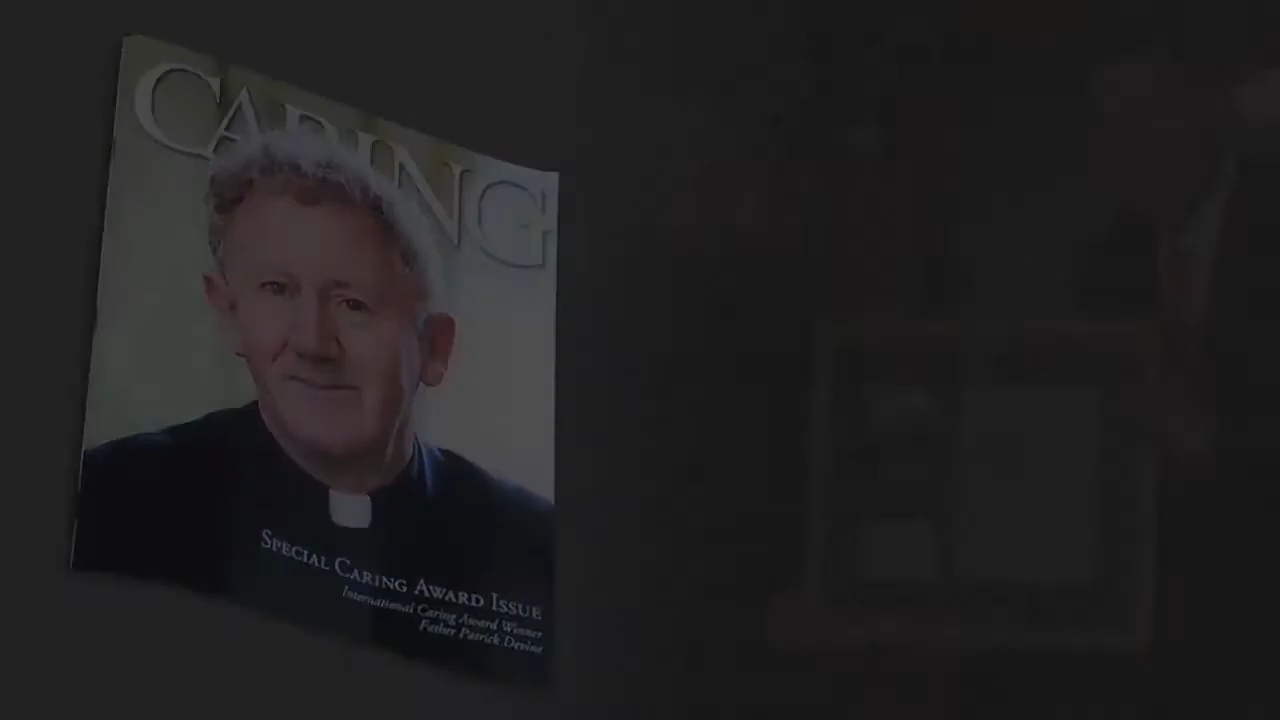 CARING
SPECIAL CARING AWARD ISSUE
International Caring Award Winner
Father Patrick Devine